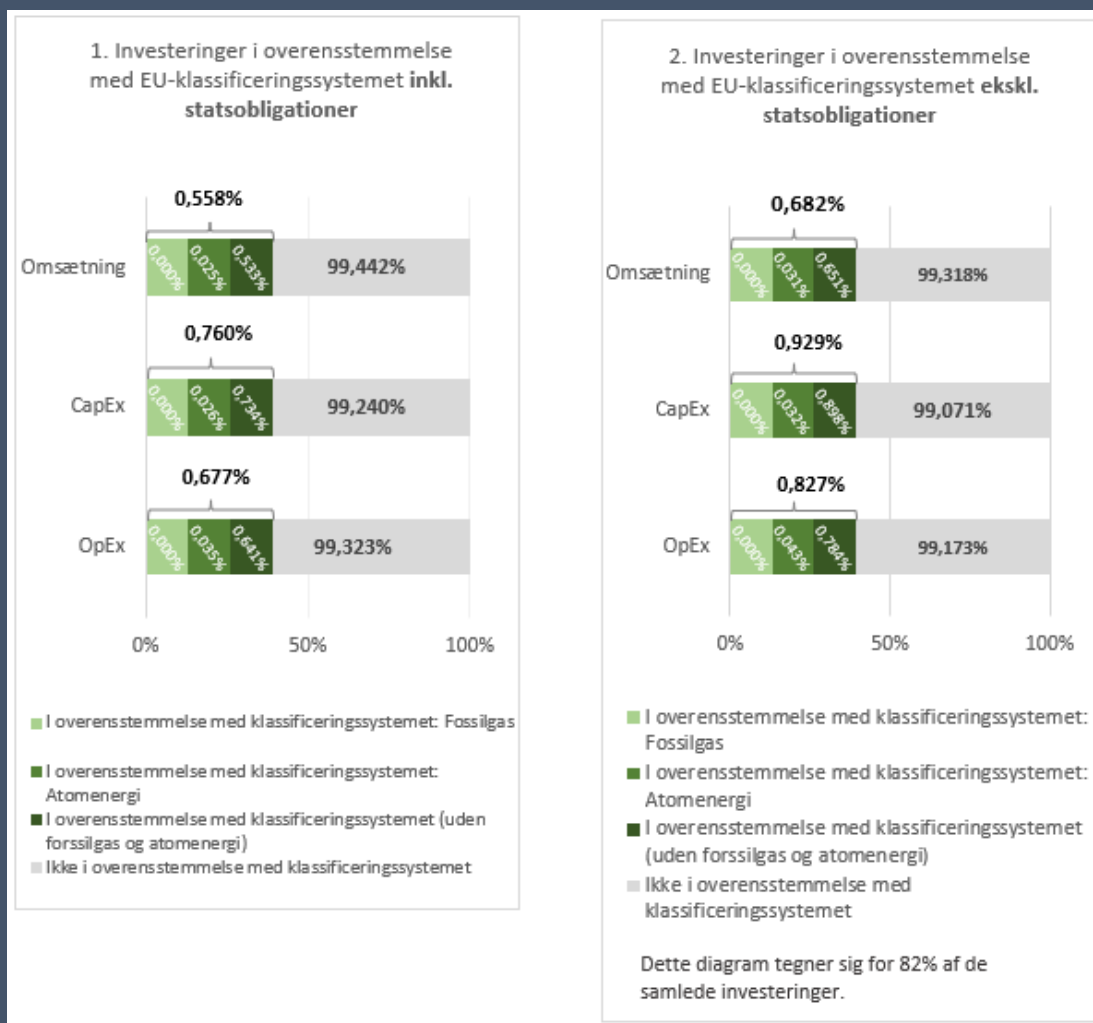 1. Investeringer i overensstemmelse
med EU-klassificeringssystemet inkl.
statsobligationer
0,558%
Omsætning
0,000%
0,025%
0,533%
99,442%
0,760%
CapEx
0,000%
0,026%
0,734%
99,240%
0,677%
OpEx
0,000%
0,035%
0,641%
99,323%
0%
50%
100%
I overensstemmelse med klassificeringssystemet: Fossilgas
I overensstemmelse med klassificeringssystemet:
Atomenergi
I overensstemmelse med klassificeringssystemet (uden
forssilgas og atomenergi)
Ikke i overensstemmelse med klassificeringssystemet
2. Investeringer i overensstemmelse
med EU-klassificeringssystemet ekskl.
statsobligationer
0,682%
Omsætning
0,000%
0,031%
0,651%
99,318%
0,929%
CapEx
0,000%
0,032%
0,898%
99,071%
0,827%
OpEx
0,000%
0,043%
0,784%
99,173%
0%
50%
100%
I overensstemmelse med klassificeringssystemet:
Fossilgas
I overensstemmelse med klassificeringssystemet:
Atomenergi
I overensstemmelse med klassificeringssystemet
(uden forssilgas og atomenergi)
Ikke i overensstemmelse med
klassificeringssystemet
Dette diagram tegner sig for 82% af de
samlede investeringer.